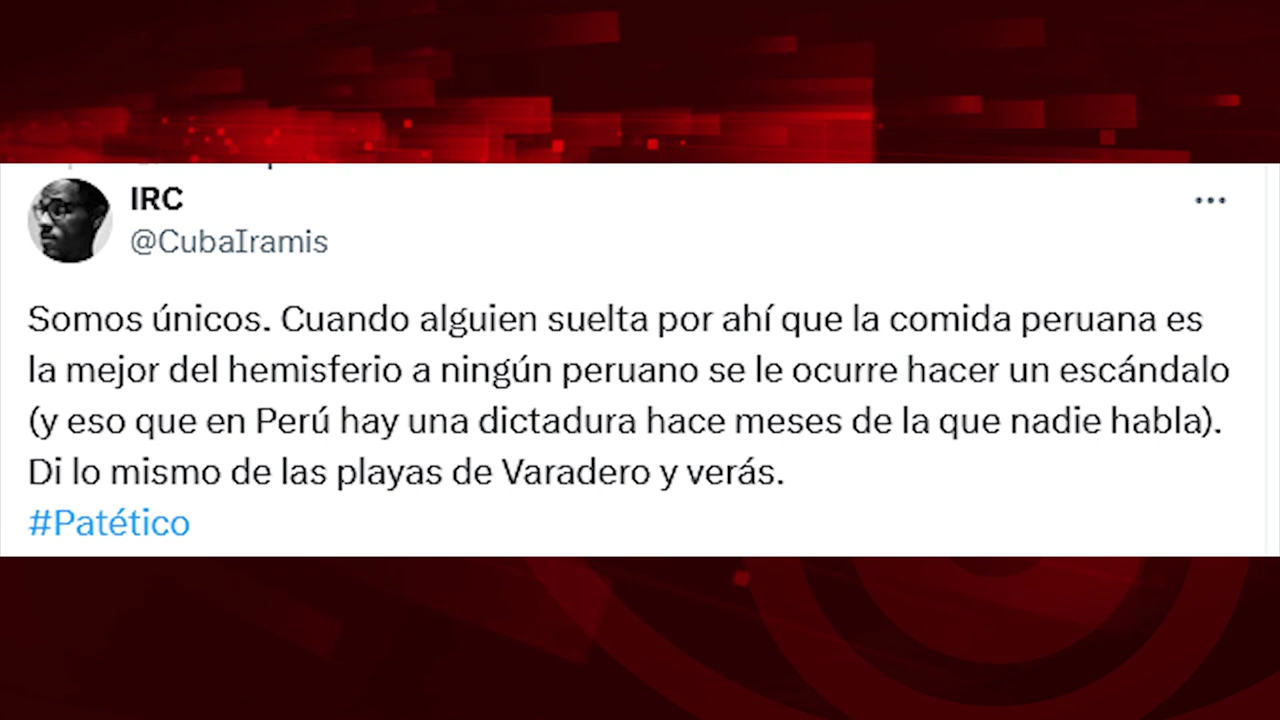 IRC
@CubaIramis
Somos únicos. Cuando alguien suelta por ahí que la comida peruana es
la mejor del hemisferio a ningún peruano se le ocurre hacer un escándalo
(y eso que en Perú hay una dictadura hace meses de la que nadie habla).
Di lo mismo de las playas de Varadero y verás.
#Patético